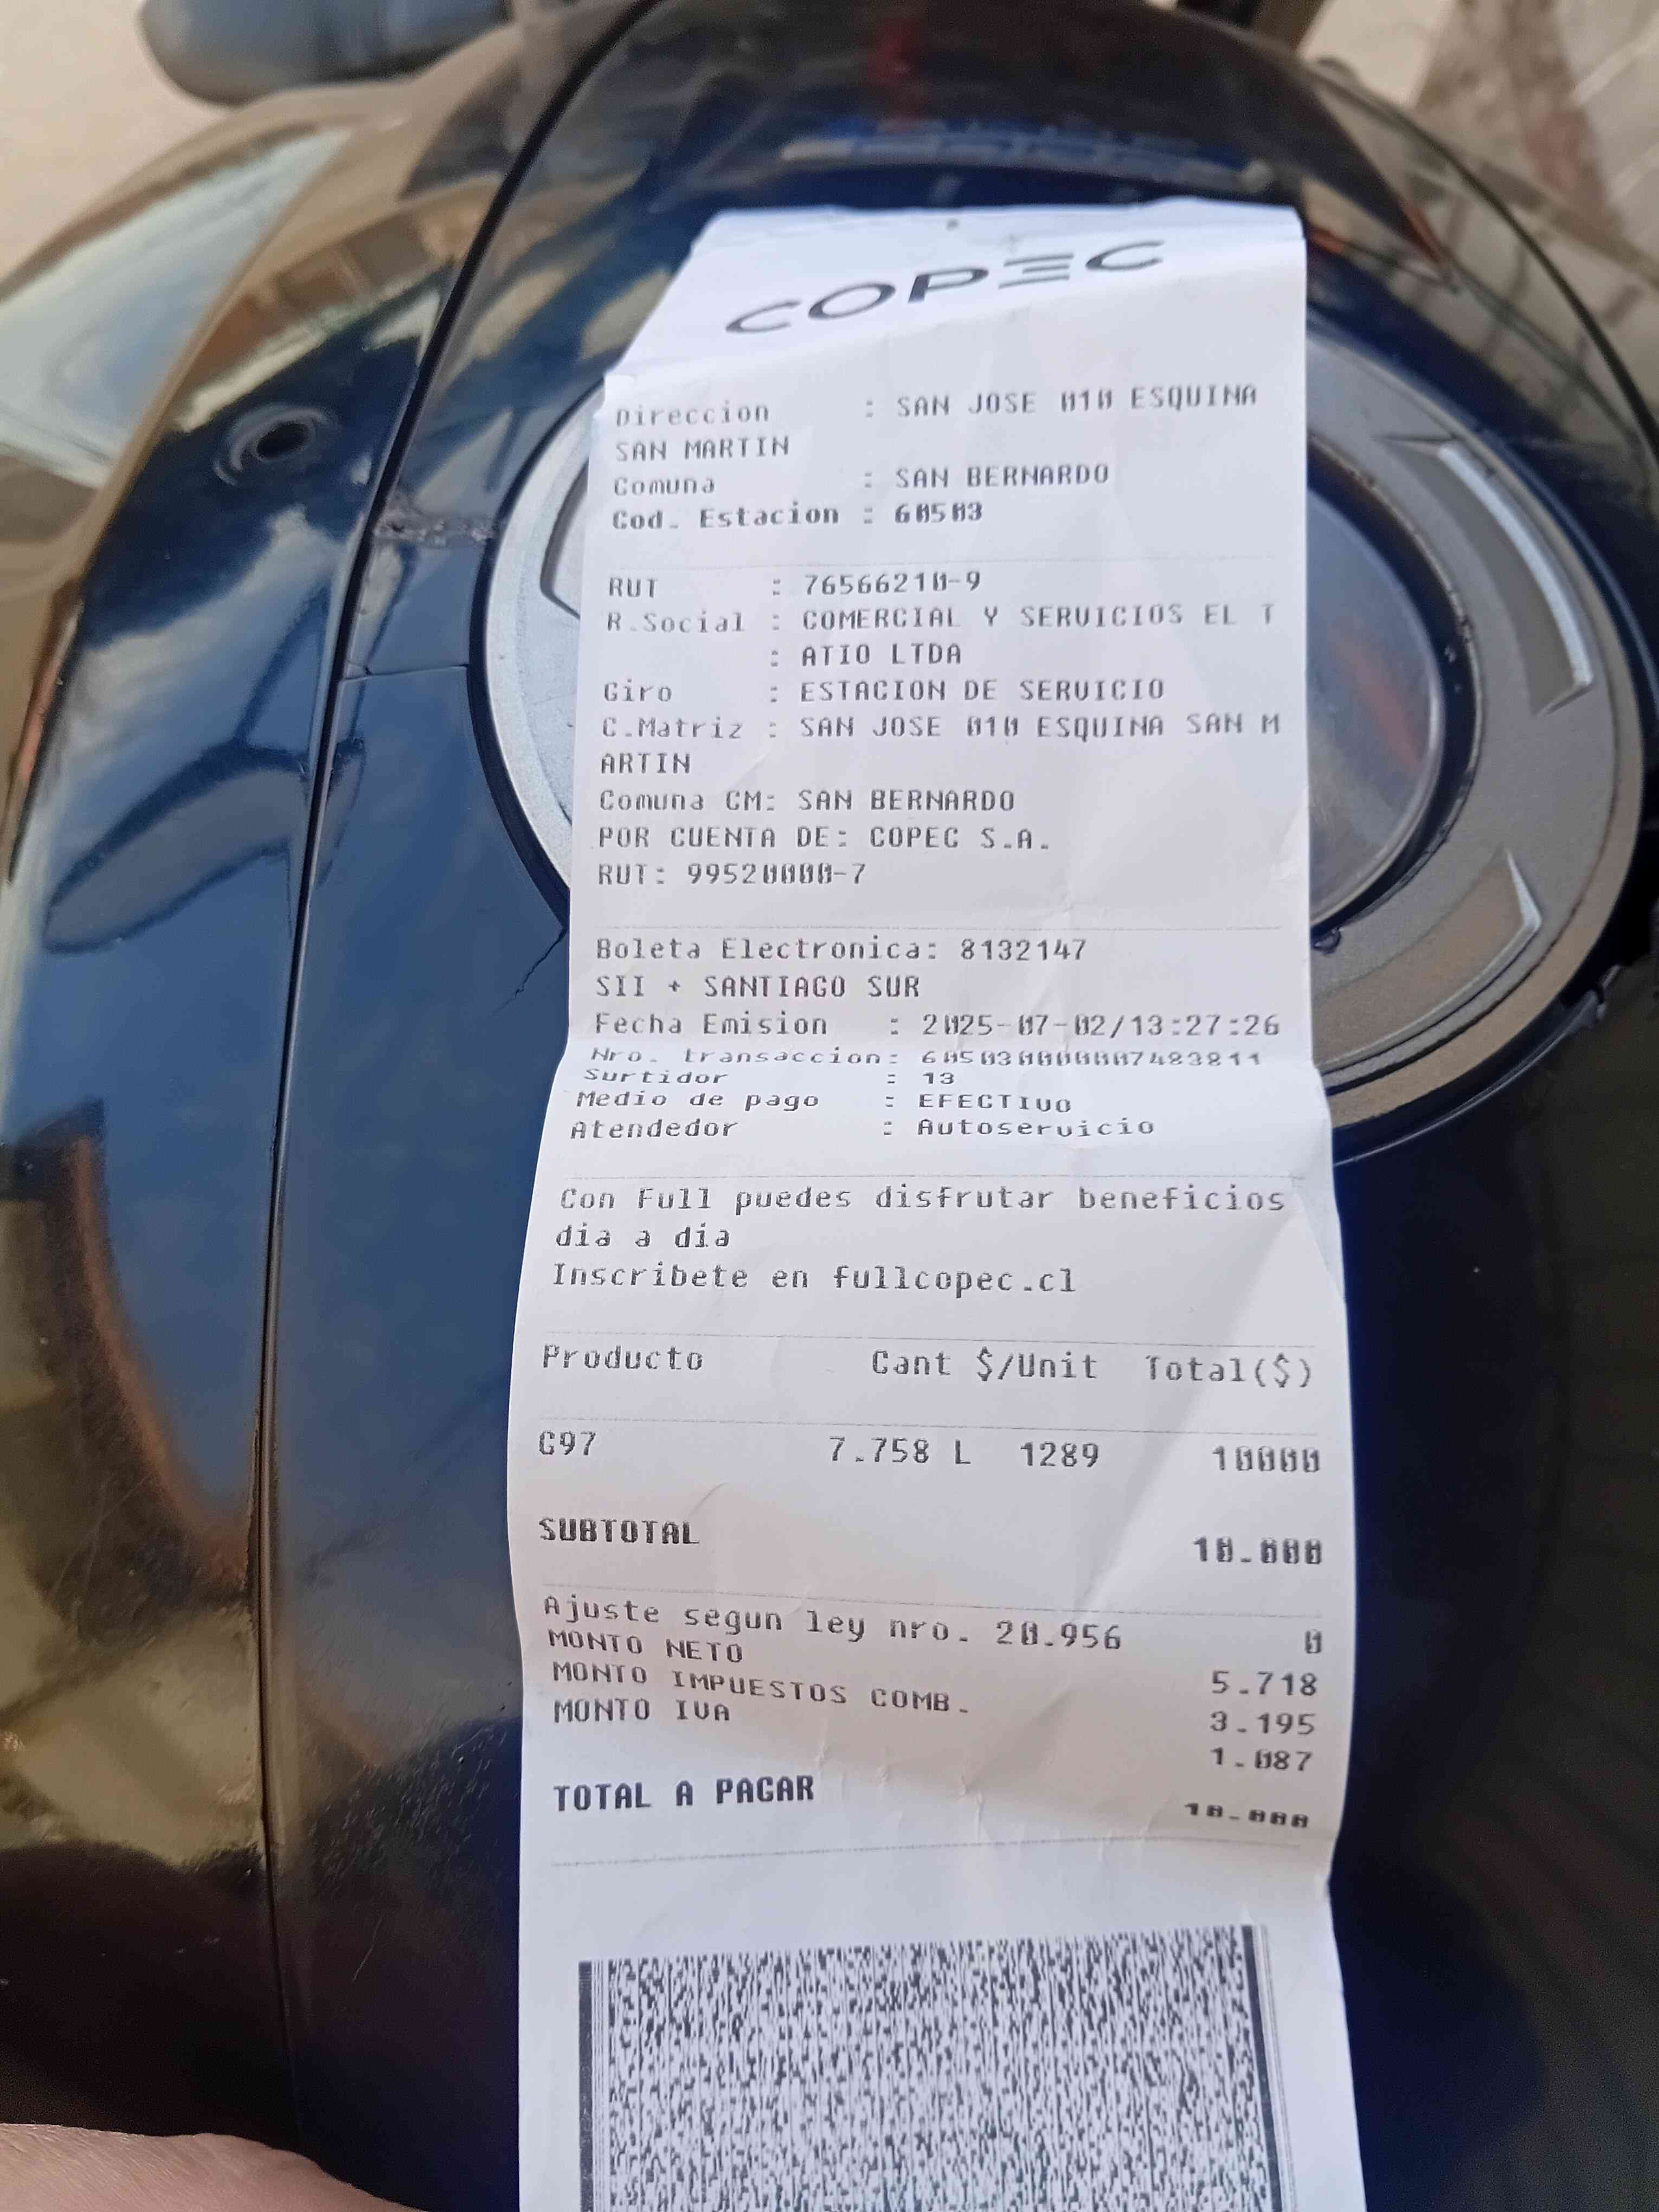 COPEC
Direccion : SAN JOSE 010 ESQUINA
SAN MARTIN
Comuna : SAN BERNARDO
Cod. Estacion : 60503
RUT : 76566210-9
R.Social : COMERCIAL Y SERVICIOS EL T
: ATIO LTDA
Giro : ESTACION DE SERVICIO
C.Matriz : SAN JOSE 010 ESQUINA SAN M
ARTIN
Comuna CM: SAN BERNARDO
POR CUENTA DE: COPEC S.A.
RUT: 99520000-7
Boleta Electronica: 8132147
SII + SANTIAGO SUR
Fecha Emision : 2025-07-02/13:27:26
Nro. transaccion: 605030000007483811
Surtidor : 13
Medio de pago : EFECTIVO
Atendedor : Autoservicio
Con Full puedes disfrutar beneficios
dia a dia
Inscribete en fullcopec.cl
Producto Cant $/Unit Total($)
G97 7.758 L 1289 10000
SUBTOTAL 10.000
Ajuste segun ley nro. 20.956 0
MONTO NETO 5.718
MONTO IMPUESTOS COMB. 3.195
MONTO IVA 1.087
TOTAL A PAGAR 10.000